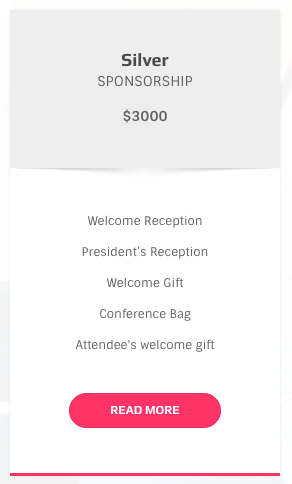 Silver
SPONSORSHIP
$3000
Welcome Reception
President's Reception
Welcome Gift
Conference Bag
Attendee's welcome gift
READ MORE